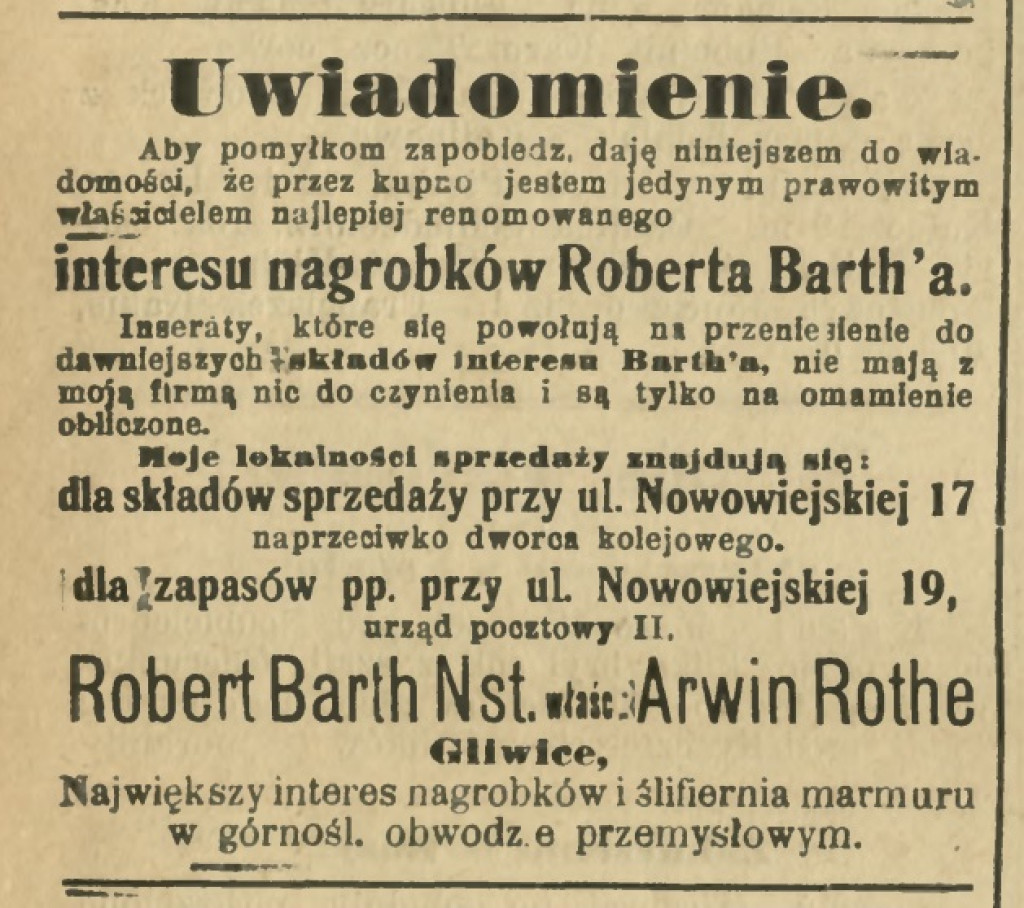 Uwiadomienie.
Aby pomyłkom zapobiedz, daję niniejszem do wia-
domości, że przez kupno jestem jedynym prawowitym
właścicielem najlepiej renomowanego
interesu nagrobków Roberta Barth'a.
Inseraty, które się powołują na przeniesienie do
dawniejszych składów interesu Barth'a, nie mają z
moją firmą nic do czynienia i są tylko na omamienie
obliczone.
Moje lokalności sprzedaży znajdują się:
dla składów sprzedaży przy ul. Nowowiejskiej 17
naprzeciwko dworca kolejowego.
dla zapasów pp. przy ul. Nowowiejskiej 19,
urząd pocztowy II.
Robert Barth Nst. właśc.: Arwin Rothe
Gliwice,
Największy interes nagrobków i ślifiernia marmuru
w górnośl. obwodzie przemysłowym.